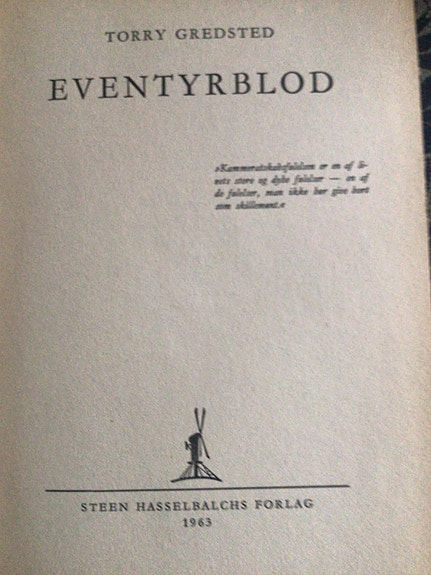 TORRY GREDSTED
EVENTYRBLOD
»Kammeratskabsfølelsen er en af li-
vets store og dybe følelser — en af
de følelser, man ikke bør give bort
som skillemønt.«
STEEN HASSELBALCHS FORLAG
1963